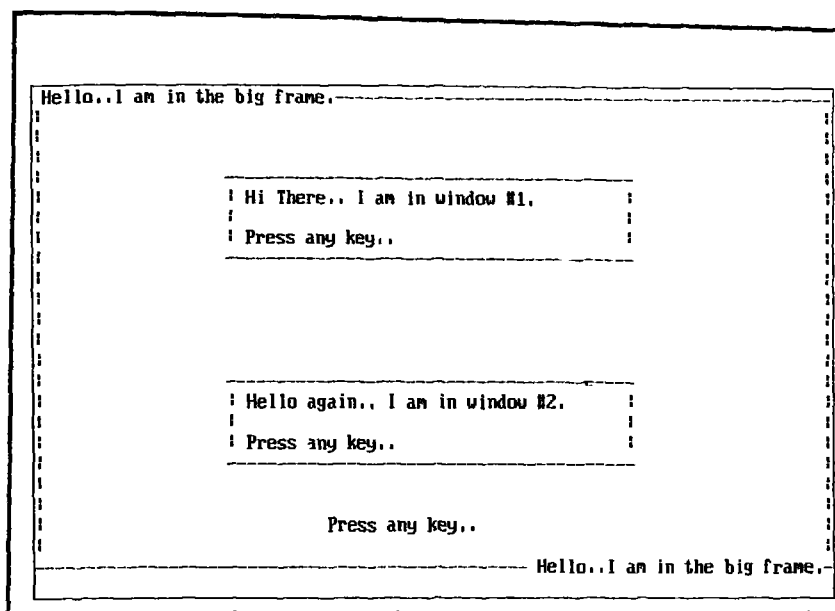 Hello..I am in the big frame.
Hi There.. I am in window #1.
Press any key..
Hello again.. I am in window #2.
Press any key..
Press any key..
Hello..I am in the big frame.